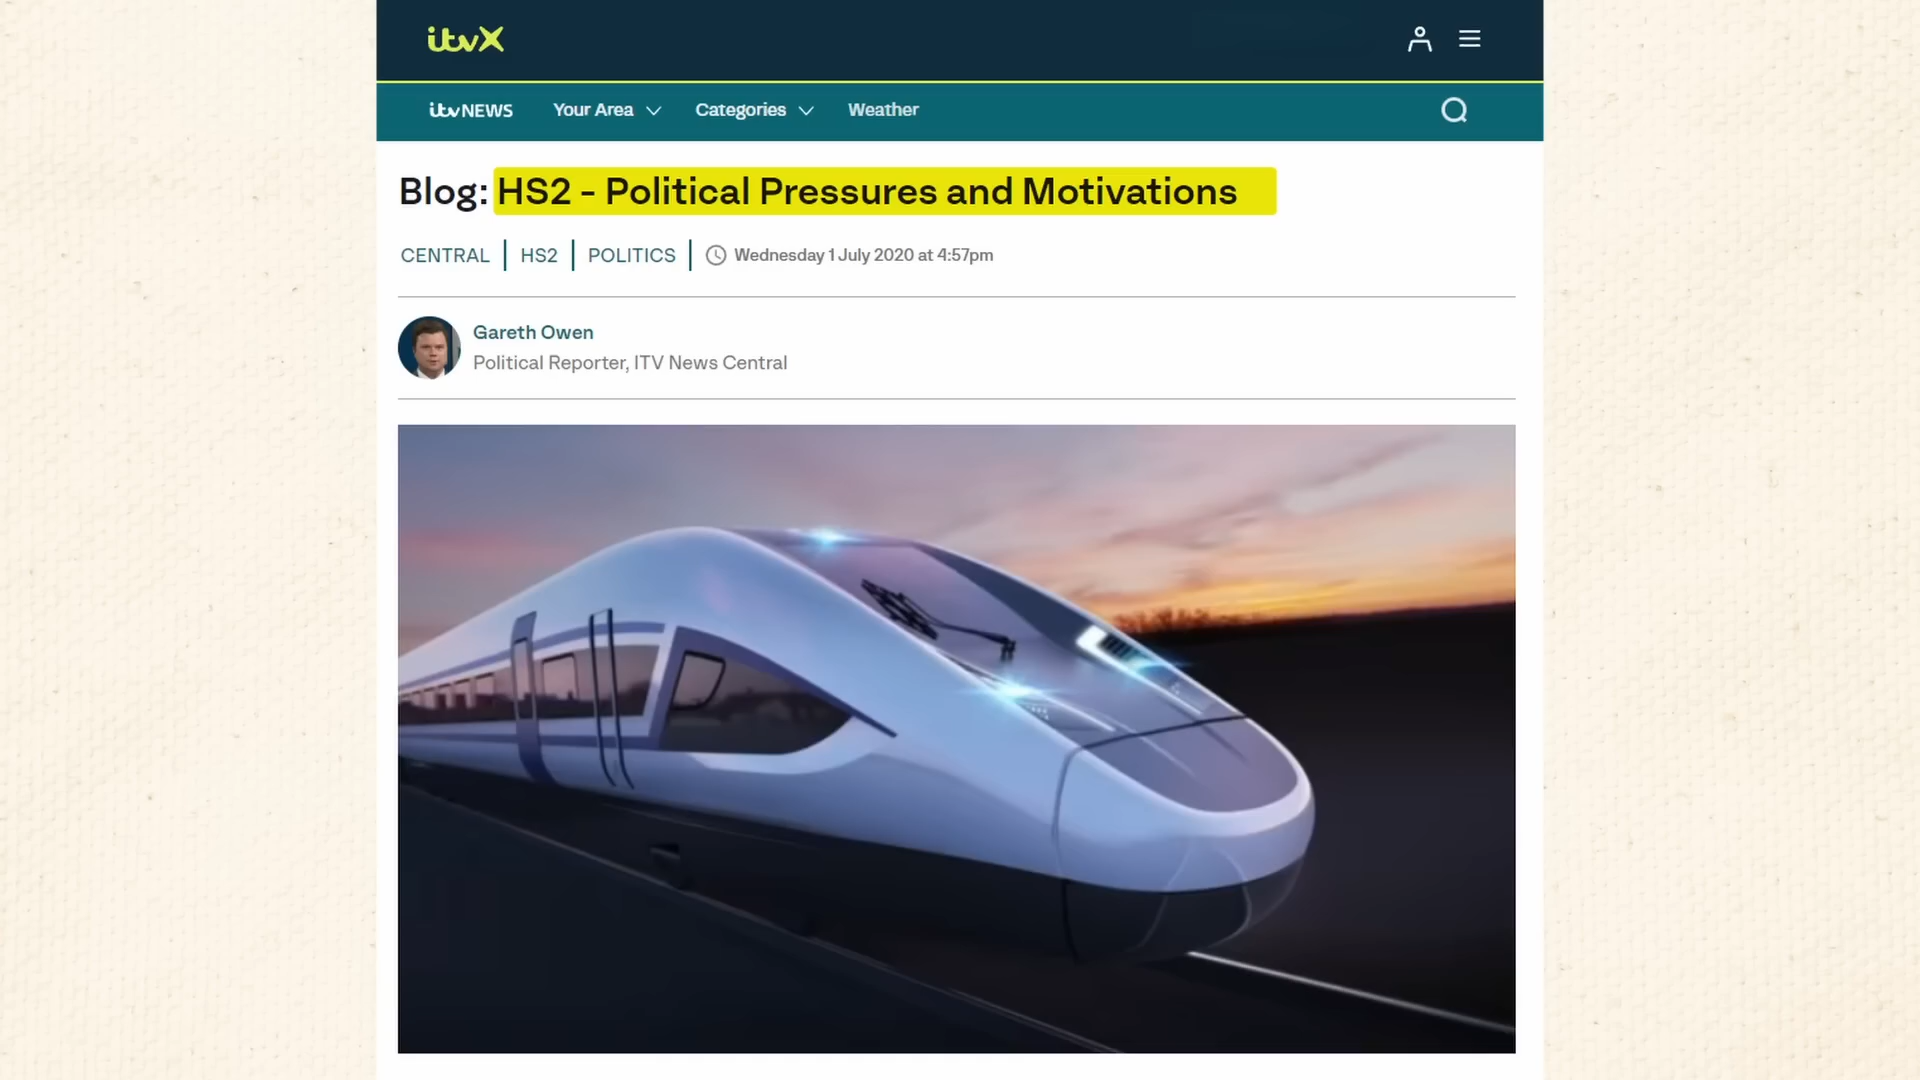 itvX
itv NEWS Your Area Categories Weather
Blog: HS2 - Political Pressures and Motivations
CENTRAL HS2 POLITICS Wednesday 1 July 2020 at 4:57pm
Gareth Owen
Political Reporter, ITV News Central